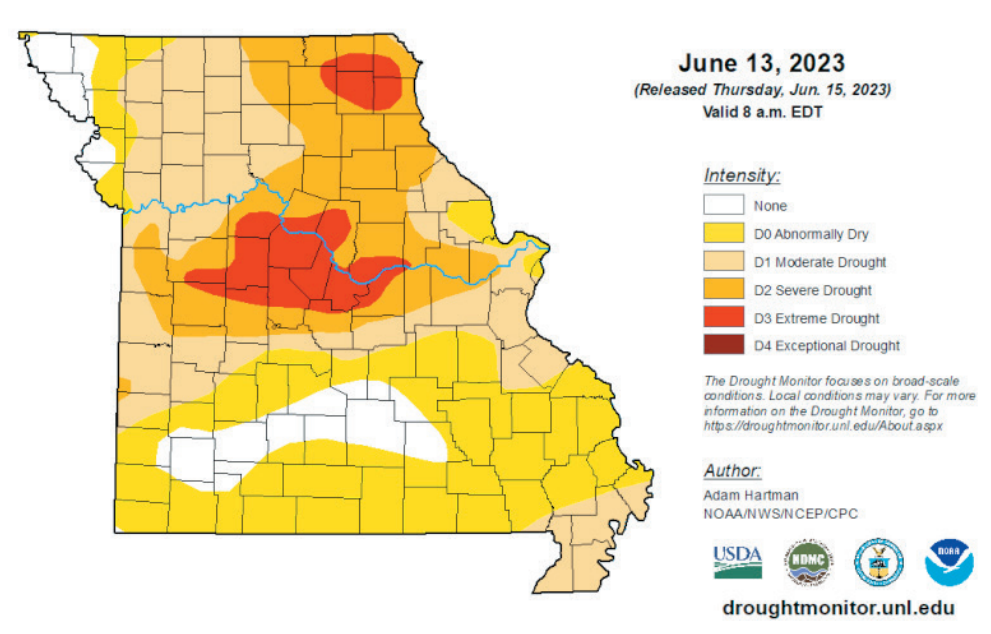 June 13, 2023
(Released Thursday, Jun. 15, 2023)
Valid 8 a.m. EDT
Intensity:
None
D0 Abnormally Dry
D1 Moderate Drought
D2 Severe Drought
D3 Extreme Drought
D4 Exceptional Drought
The Drought Monitor focuses on broad-scale
conditions. Local conditions may vary. For more
information on the Drought Monitor, go to
https://droughtmonitor.unl.edu/About.aspx
Author:
Adam Hartman
NOAA/NWS/NCEP/CPC
USDA
NDMC
NOAA
droughtmonitor.unl.edu